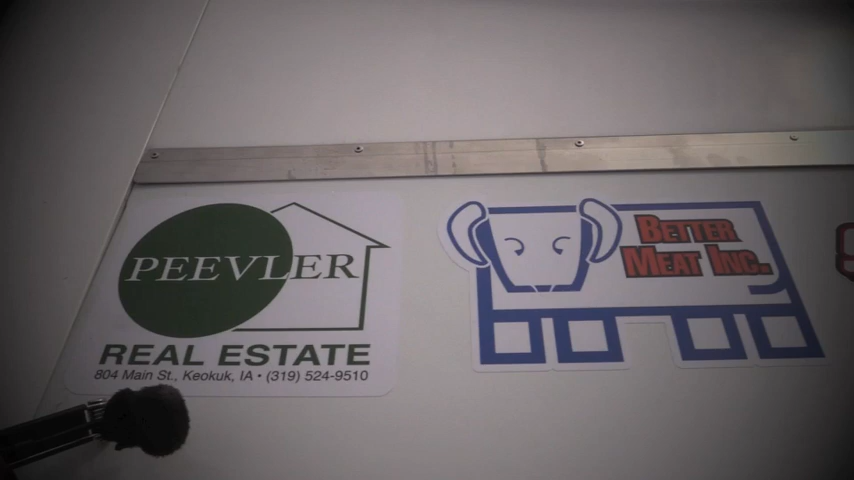 PEEVLER
REAL ESTATE
804 Main St., Keokuk, IA • (319) 524-9510
BETTER
MEAT INC.